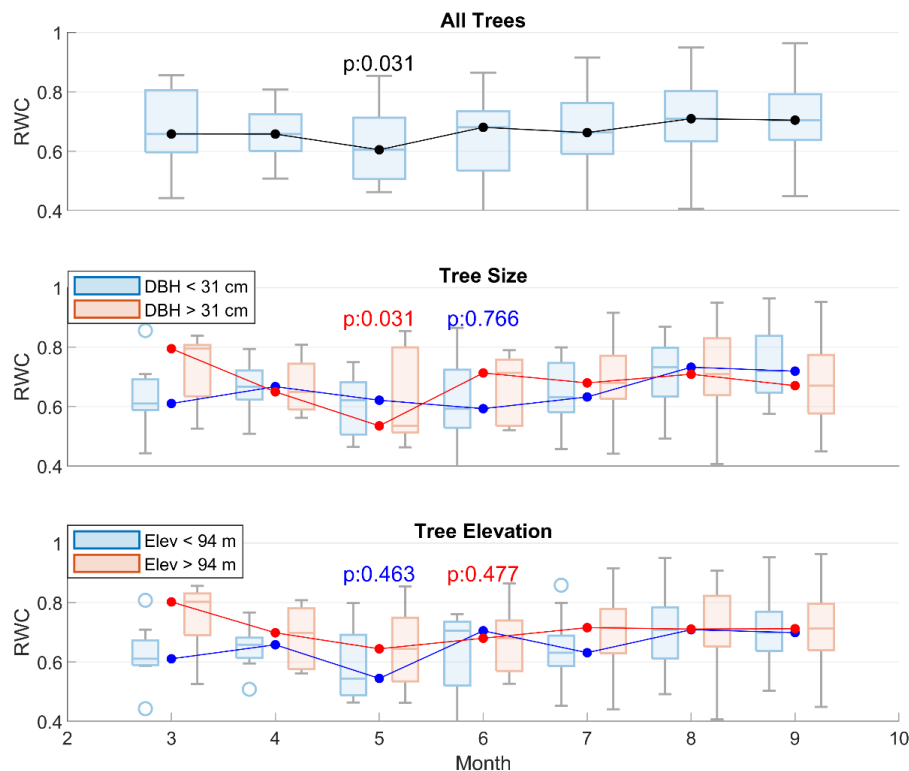 All Trees
1
p:0.031
0.8
RWC
0.6
0.4
Tree Size
1
DBH < 31 cm
DBH > 31 cm
p:0.031 p:0.766
0.8
RWC
0.6
0.4
Tree Elevation
1
Elev < 94 m
Elev > 94 m
p:0.463 p:0.477
0.8
RWC
0.6
0.4
2 3 4 5 6 7 8 9 10
Month